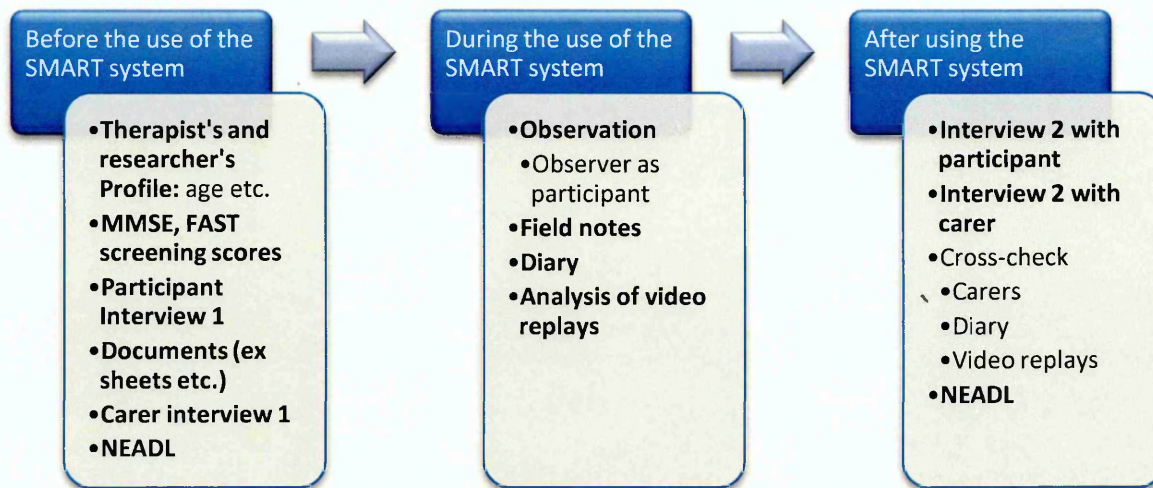 Before the use of the
SMART system
•Therapist's and
researcher's
Profile: age etc.
•MMSE, FAST
screening scores
•Participant
Interview 1
•Documents (ex
sheets etc.)
•Carer interview 1
•NEADL
During the use of the
SMART system
•Observation
•Observer as
participant
•Field notes
•Diary
•Analysis of video
replays
After using the
SMART system
•Interview 2 with
participant
•Interview 2 with
carer
•Cross-check
•Carers
•Diary
•Video replays
•NEADL